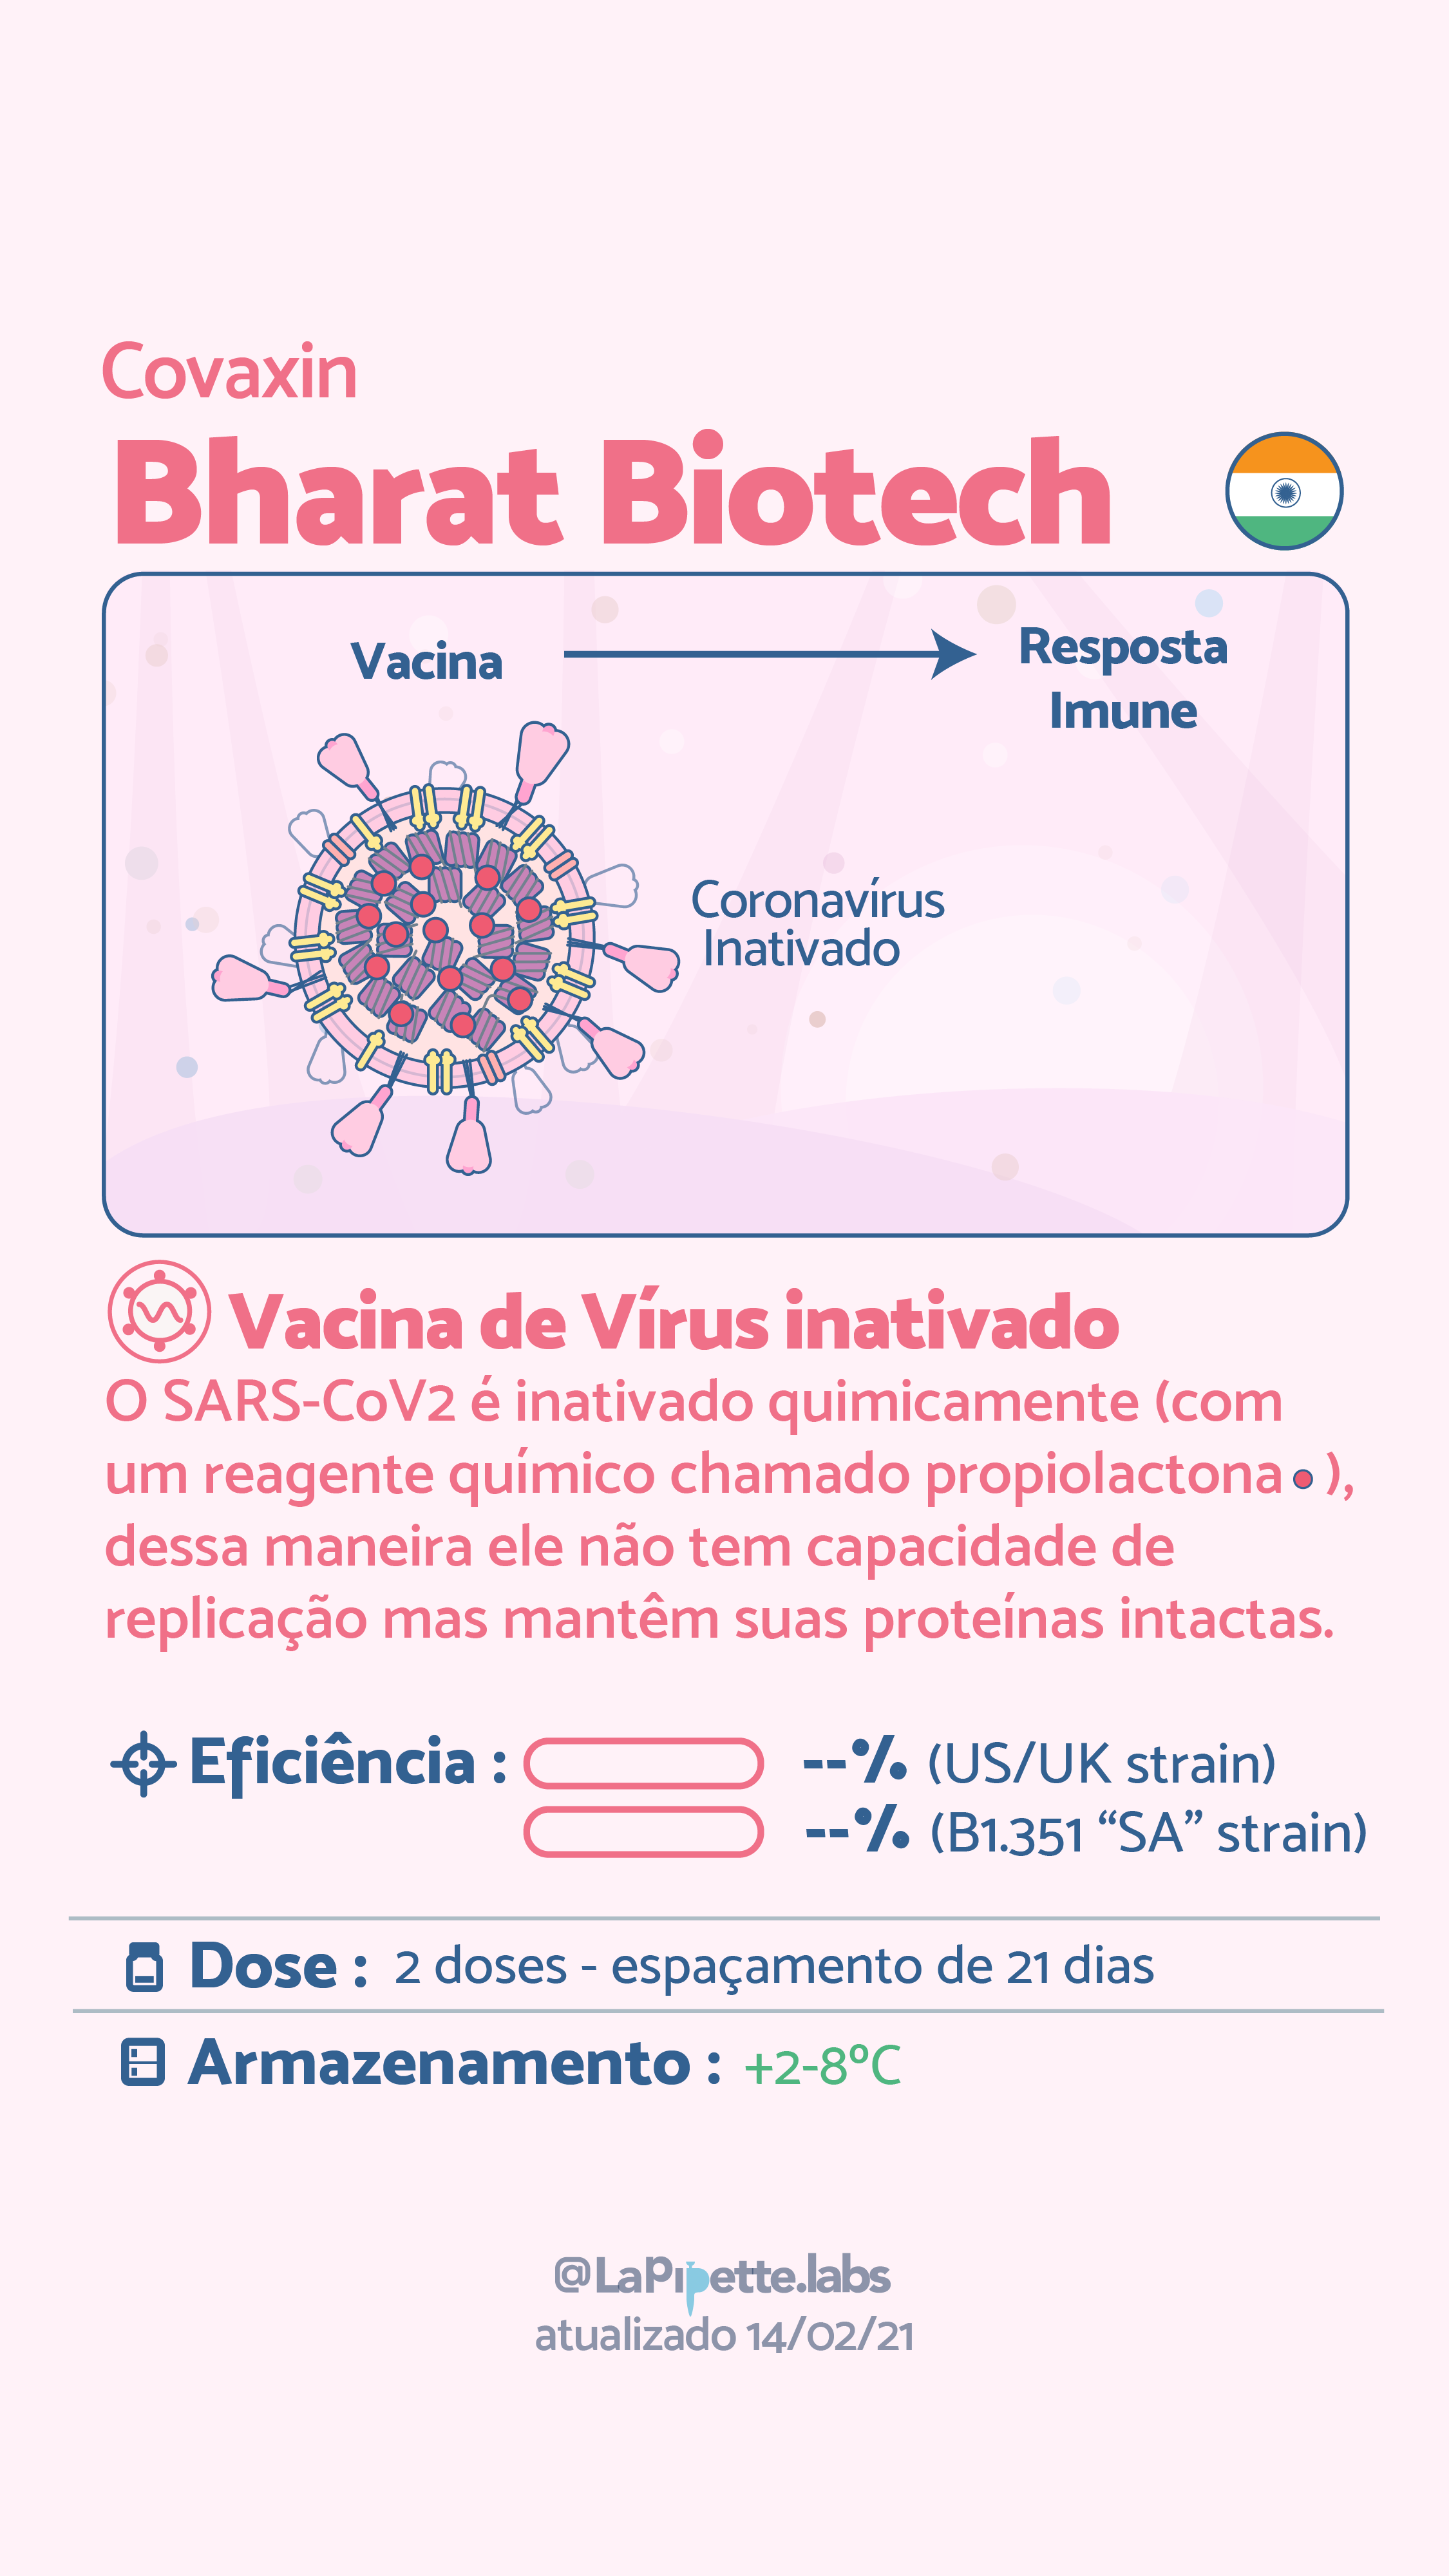 Covaxin
Bharat Biotech
Vacina
Resposta
Imune
Coronavírus
Inativado
Vacina de Vírus inativado
O SARS-CoV2 é inativado quimicamente (com
um reagente químico chamado propiolactona ),
dessa maneira ele não tem capacidade de
replicação mas mantêm suas proteínas intactas.
Eficiência : --% (US/UK strain)
--% (B1.351 “SA” strain)
Dose : 2 doses - espaçamento de 21 dias
Armazenamento : +2-8ºC
@LaPipette.labs
atualizado 14/02/21